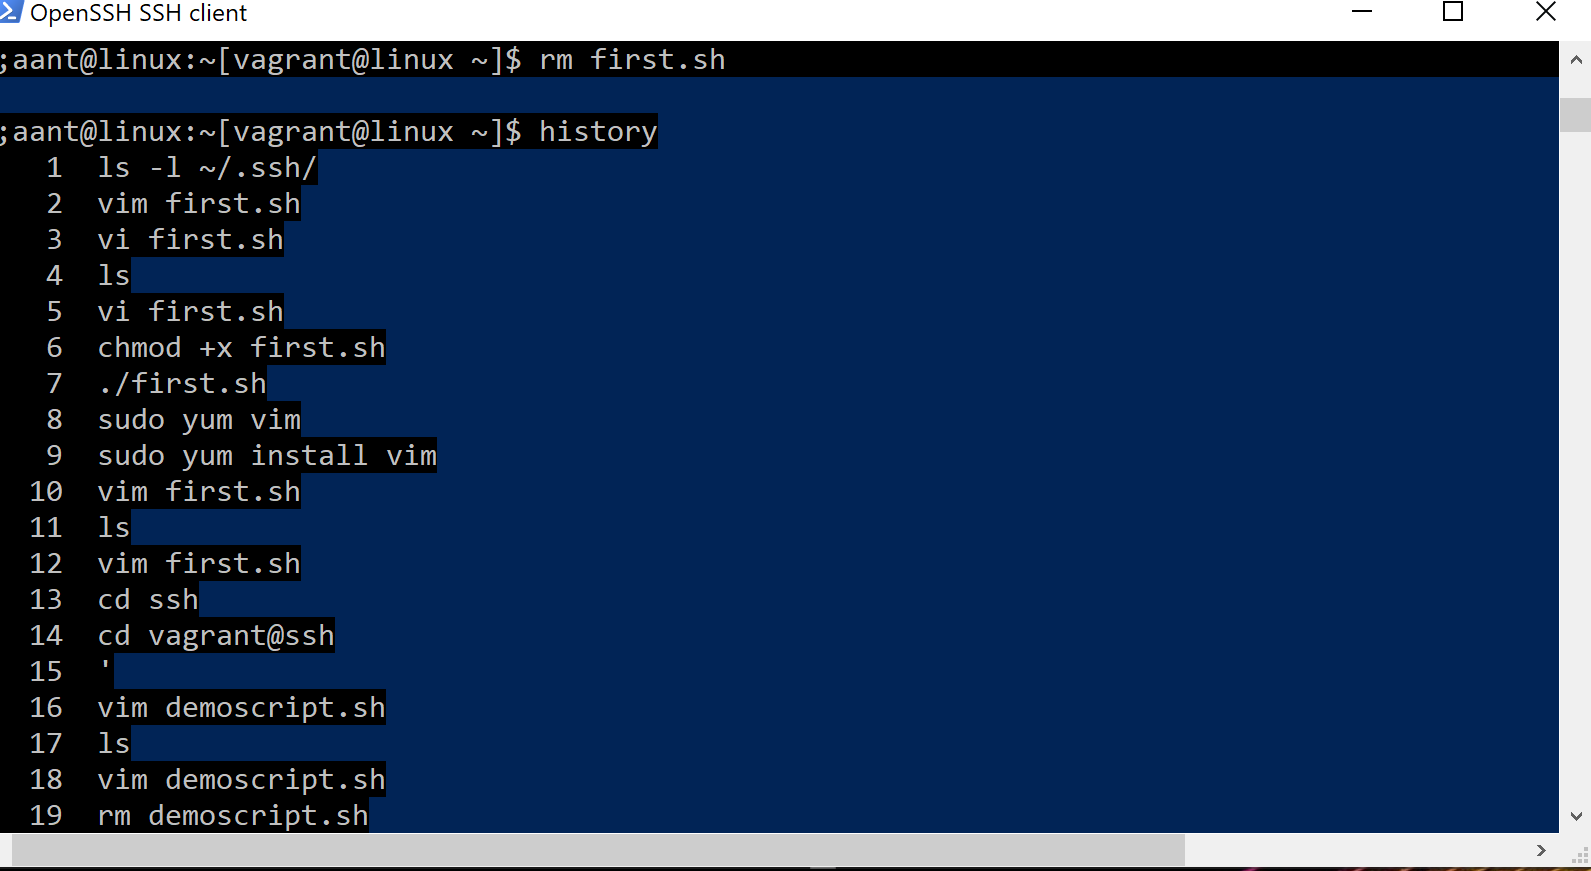 OpenSSH SSH client
;aant@linux:~[vagrant@linux ~]$ rm first.sh
;aant@linux:~[vagrant@linux ~]$ history
1 ls -l ~/.ssh/
2 vim first.sh
3 vi first.sh
4 ls
5 vi first.sh
6 chmod +x first.sh
7 ./first.sh
8 sudo yum vim
9 sudo yum install vim
10 vim first.sh
11 ls
12 vim first.sh
13 cd ssh
14 cd vagrant@ssh
15 '
16 vim demoscript.sh
17 ls
18 vim demoscript.sh
19 rm demoscript.sh